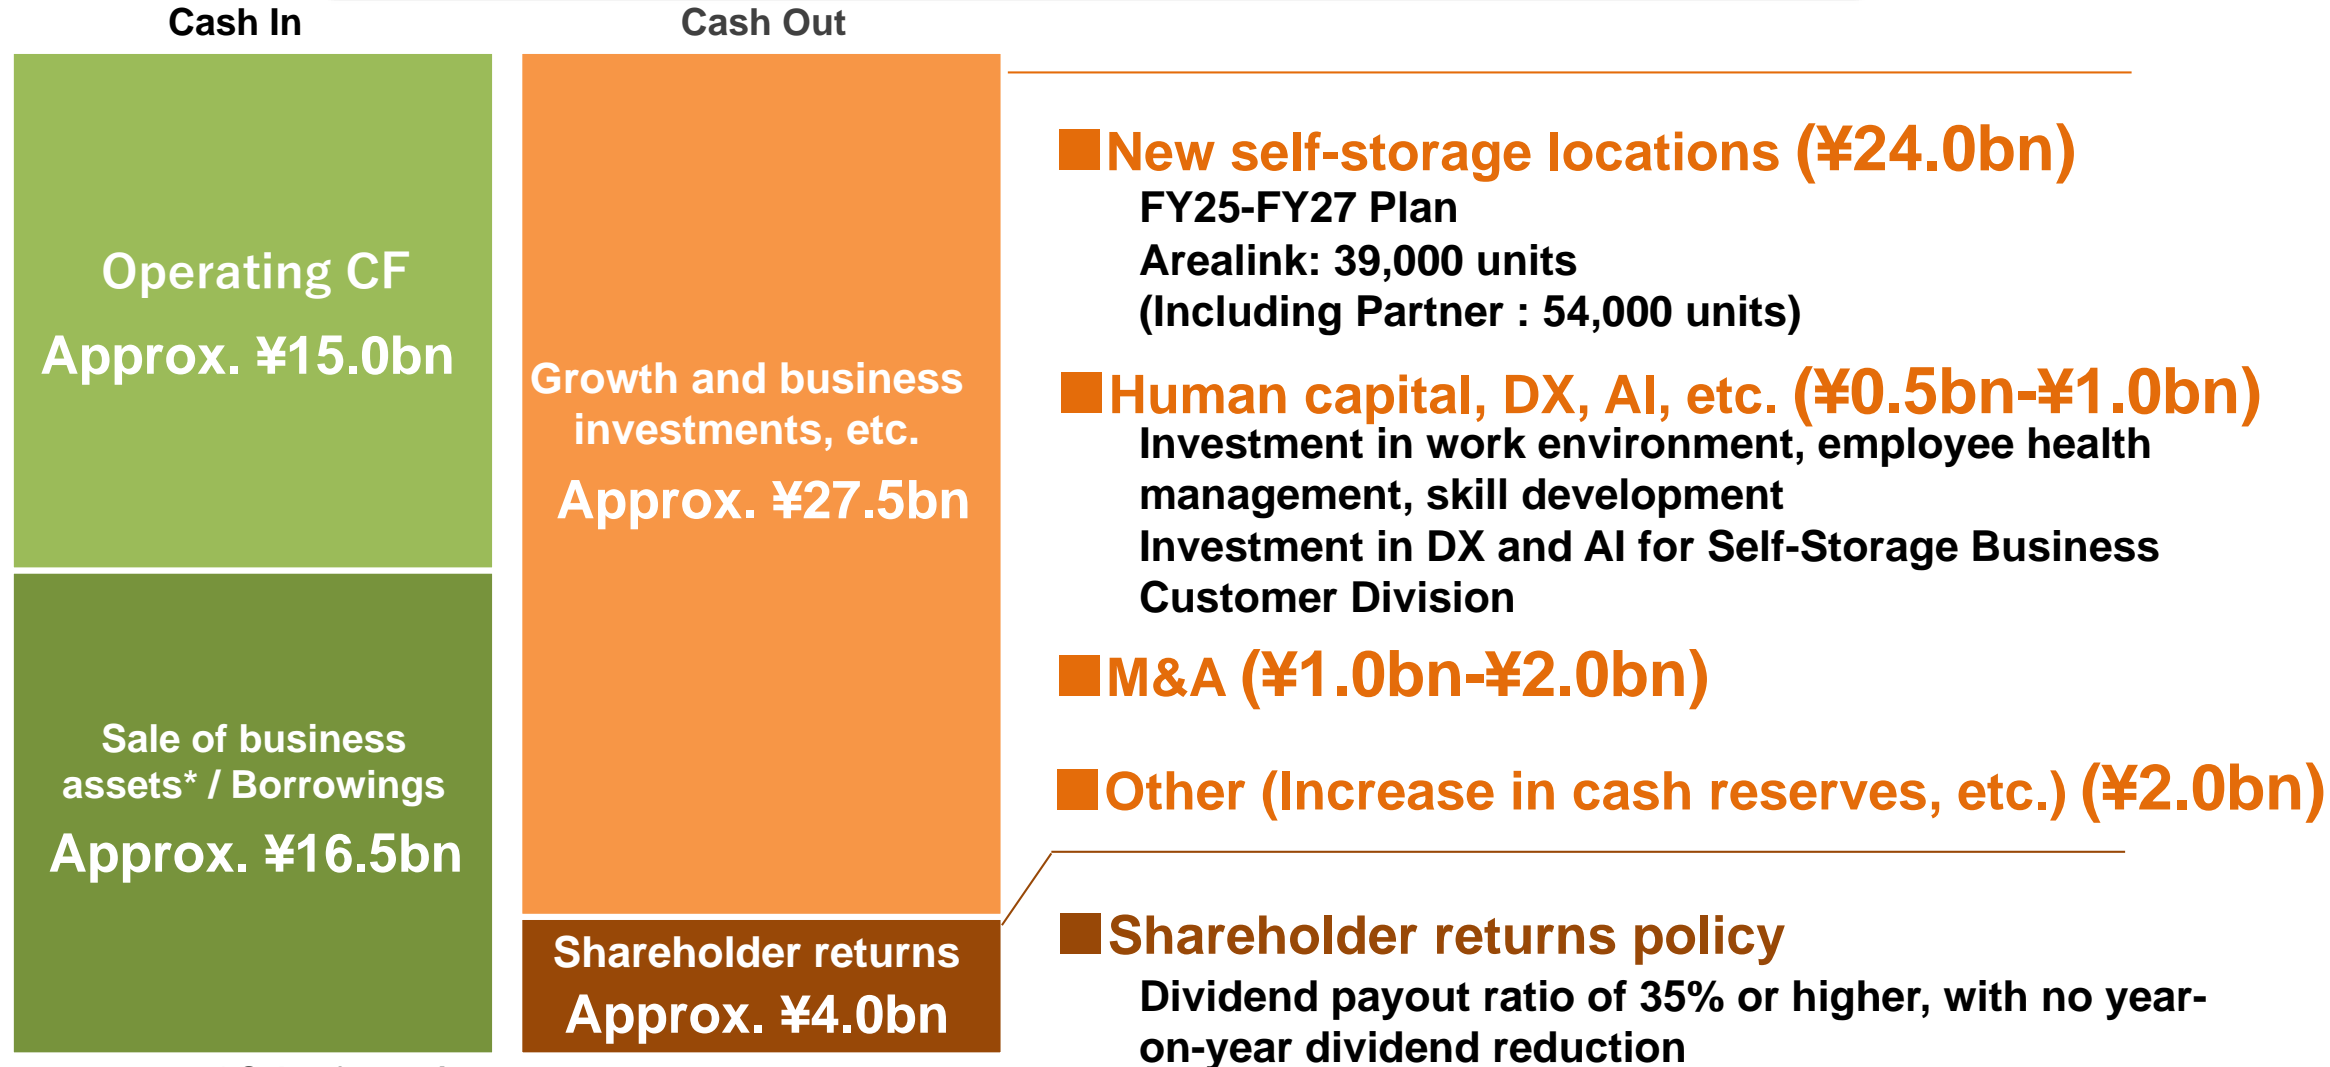 Cash In
Cash Out
Operating CF
Approx. ¥15.0bn
Sale of business
assets* / Borrowings
Approx. ¥16.5bn
Growth and business
investments, etc.
Approx. ¥27.5bn
Shareholder returns
Approx. ¥4.0bn
■New self-storage locations (¥24.0bn)
FY25-FY27 Plan
Arealink: 39,000 units
(Including Partner : 54,000 units)
■Human capital, DX, AI, etc. (¥0.5bn-¥1.0bn)
Investment in work environment, employee health
management, skill development
Investment in DX and AI for Self-Storage Business
Customer Division
■M&A (¥1.0bn-¥2.0bn)
■Other (Increase in cash reserves, etc.) (¥2.0bn)
■Shareholder returns policy
Dividend payout ratio of 35% or higher, with no year-
on-year dividend reduction